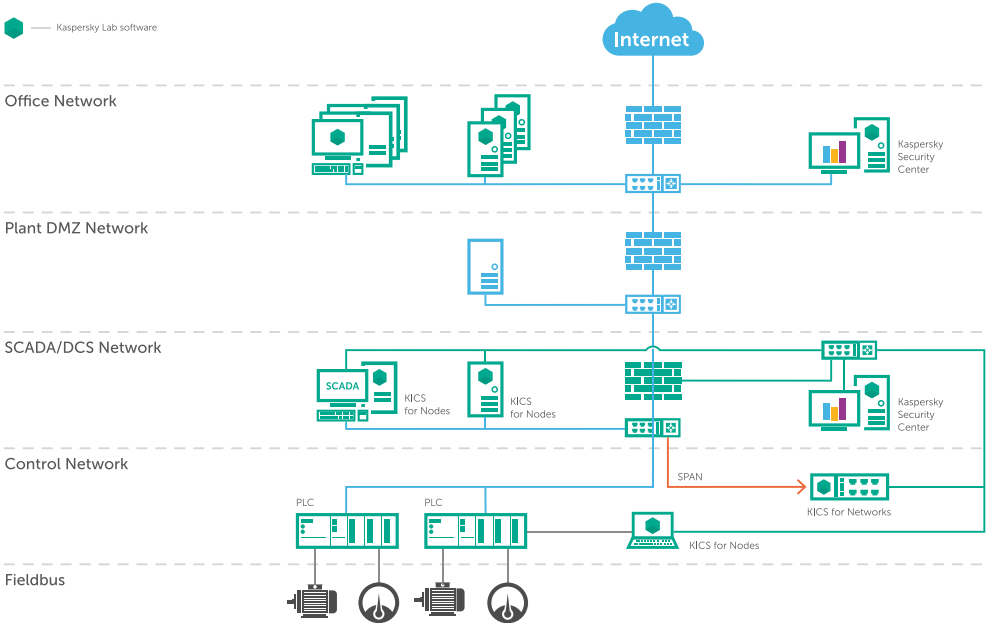 Kaspersky Lab software
Internet
Office Network
Kaspersky
Security
Center
Plant DMZ Network
SCADA/DCS Network
SCADA
KICS
for Nodes
KICS
for Nodes
Kaspersky
Security
Center
Control Network
SPAN
PLC
PLC
KICS for Networks
KICS for Nodes
Fieldbus